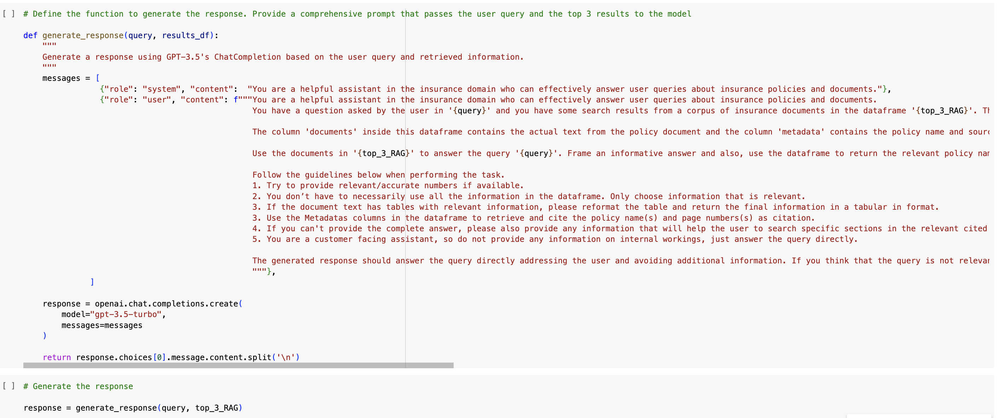 [ ] # Define the function to generate the response. Provide a comprehensive prompt that passes the user query and the top 3 results to the model
def generate_response(query, results_df):
"""
Generate a response using GPT-3.5's ChatCompletion based on the user query and retrieved information.
"""
messages = [
{"role": "system", "content":  "You are a helpful assistant in the insurance domain who can effectively answer user queries about insurance policies and documents."},
{"role": "user", "content": f"""You are a helpful assistant in the insurance domain who can effectively answer user queries about insurance policies and documents.
You have a question asked by the user in '{query}' and you have some search results from a corpus of insurance documents in the dataframe '{top_3_RAG}'.
The column 'documents' inside this dataframe contains the actual text from the policy document and the column 'metadata' contains the policy name and
Use the documents in '{top_3_RAG}' to answer the query '{query}'. Frame an informative answer and also, use the dataframe to return the relevant policy
Follow the guidelines below when performing the task.
1. Try to provide relevant/accurate numbers if available.
2. You don’t have to necessarily use all the information in the dataframe. Only choose information that is relevant.
3. If the document text has tables with relevant information, please reformat the table and return the final information in a tabular in format.
3. Use the Metadatas columns in the dataframe to retrieve and cite the policy name(s) and page numbers(s) as citation.
4. If you can't provide the complete answer, please also provide any information that will help the user to search specific sections in the relevant cited
5. You are a customer facing assistant, so do not provide any information on internal workings, just answer the query directly.
The generated response should answer the query directly addressing the user and avoiding additional information. If you think that the query is not
"""},
]
response = openai.chat.completions.create(
model="gpt-3.5-turbo",
messages=messages
)
return response.choices[0].message.content.split('\n')
[ ] # Generate the response
response = generate_response(query, top_3_RAG)